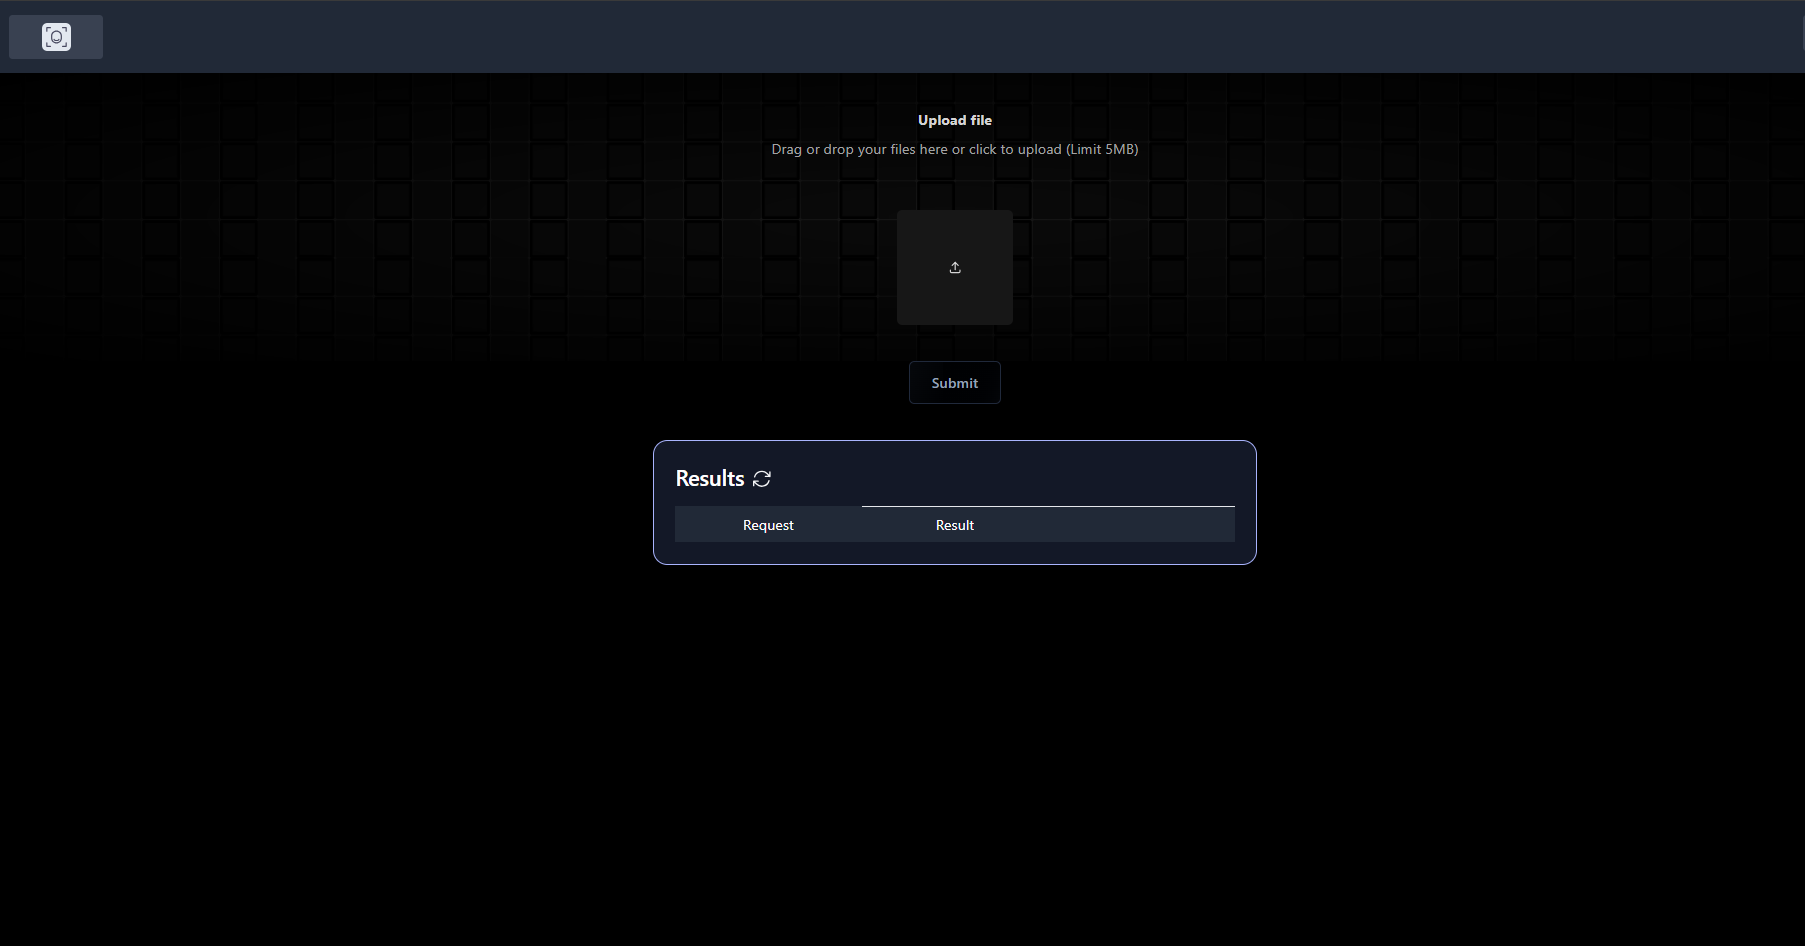 Upload file
Drag or drop your files here or click to upload (Limit 5MB)
Submit
Results
Request Result